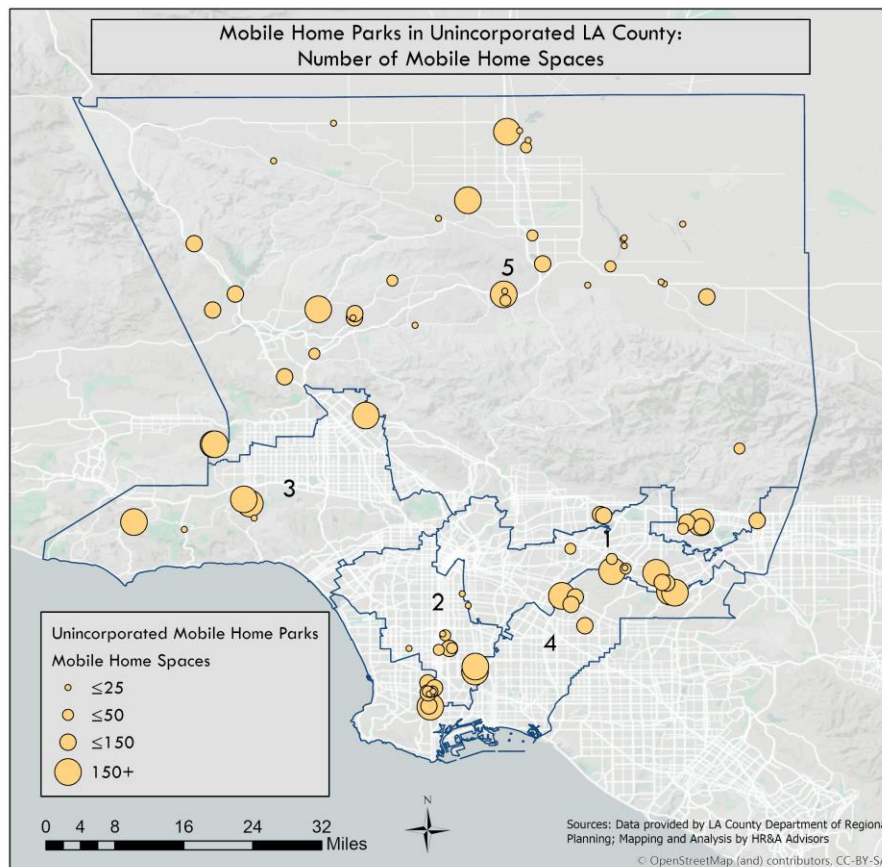 Mobile Home Parks in Unincorporated LA County:
Number of Mobile Home Spaces
5
3
1
2
4
Unincorporated Mobile Home Parks
Mobile Home Spaces
≤25
≤50
≤150
150+
N
0 4 8 16 24 32
Miles
Sources: Data provided by LA County Department of Regional
Planning; Mapping and Analysis by HR&A Advisors
© OpenStreetMap (and) contributors, CC-BY-SA